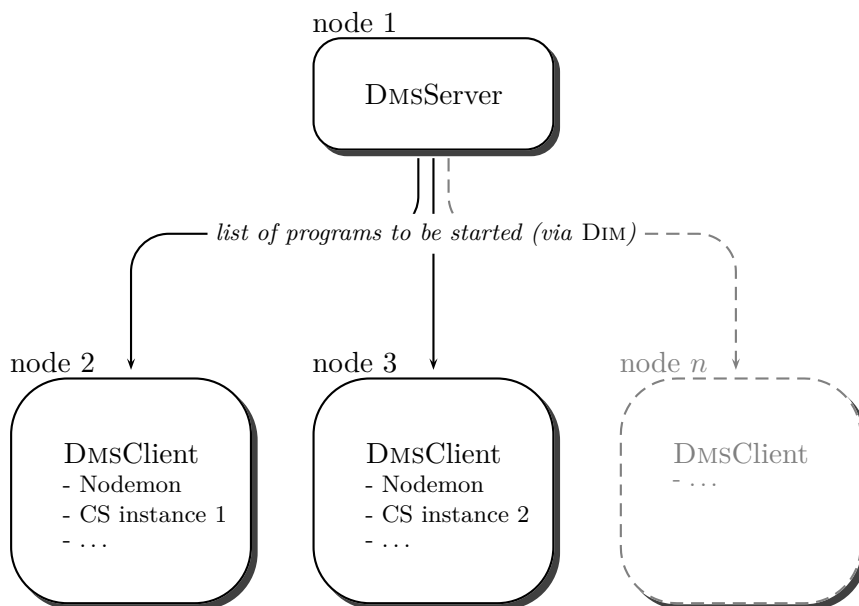 node 1
DMSServer
list of programs to be started (via DIM)
node 2
DMSClient
- Nodemon
- CS instance 1
- ...
node 3
DMSClient
- Nodemon
- CS instance 2
- ...
node n
DMSClient
- ...